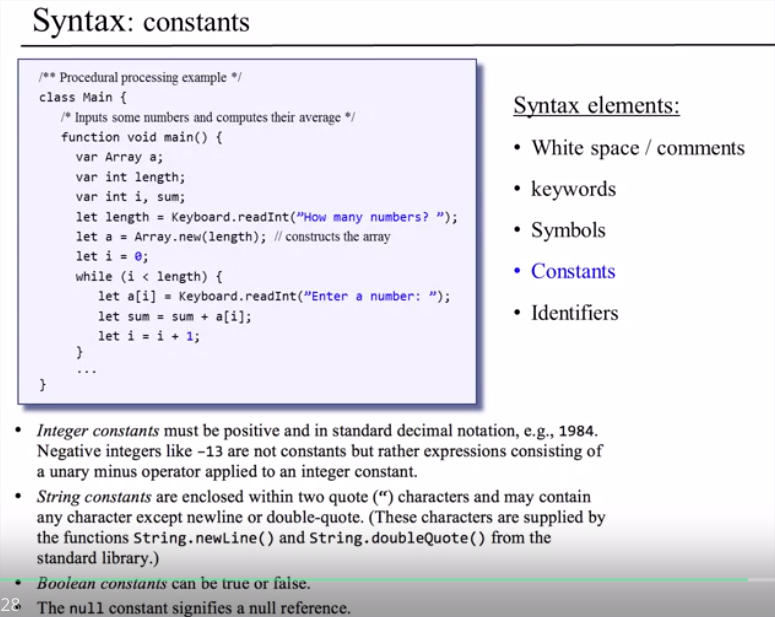 Syntax: constants
/** Procedural processing example */
class Main {
/* Inputs some numbers and computes their average */
function void main() {
var Array a;
var int length;
var int i, sum;
let length = Keyboard.readInt(”How many numbers? ”);
let a = Array.new(length); // constructs the array
let i = 0;
while (i < length) {
let a[i] = Keyboard.readInt(”Enter a number: ”);
let sum = sum + a[i];
let i = i + 1;
}
...
}
Syntax elements:
• White space / comments
• keywords
• Symbols
• Constants
• Identifiers
• Integer constants must be positive and in standard decimal notation, e.g., 1984.
Negative integers like -13 are not constants but rather expressions consisting of
a unary minus operator applied to an integer constant.
• String constants are enclosed within two quote (“) characters and may contain
any character except newline or double-quote. (These characters are supplied by
the functions String.newLine() and String.doubleQuote() from the
standard library.)
• Boolean constants can be true or false.
• The null constant signifies a null reference.
28